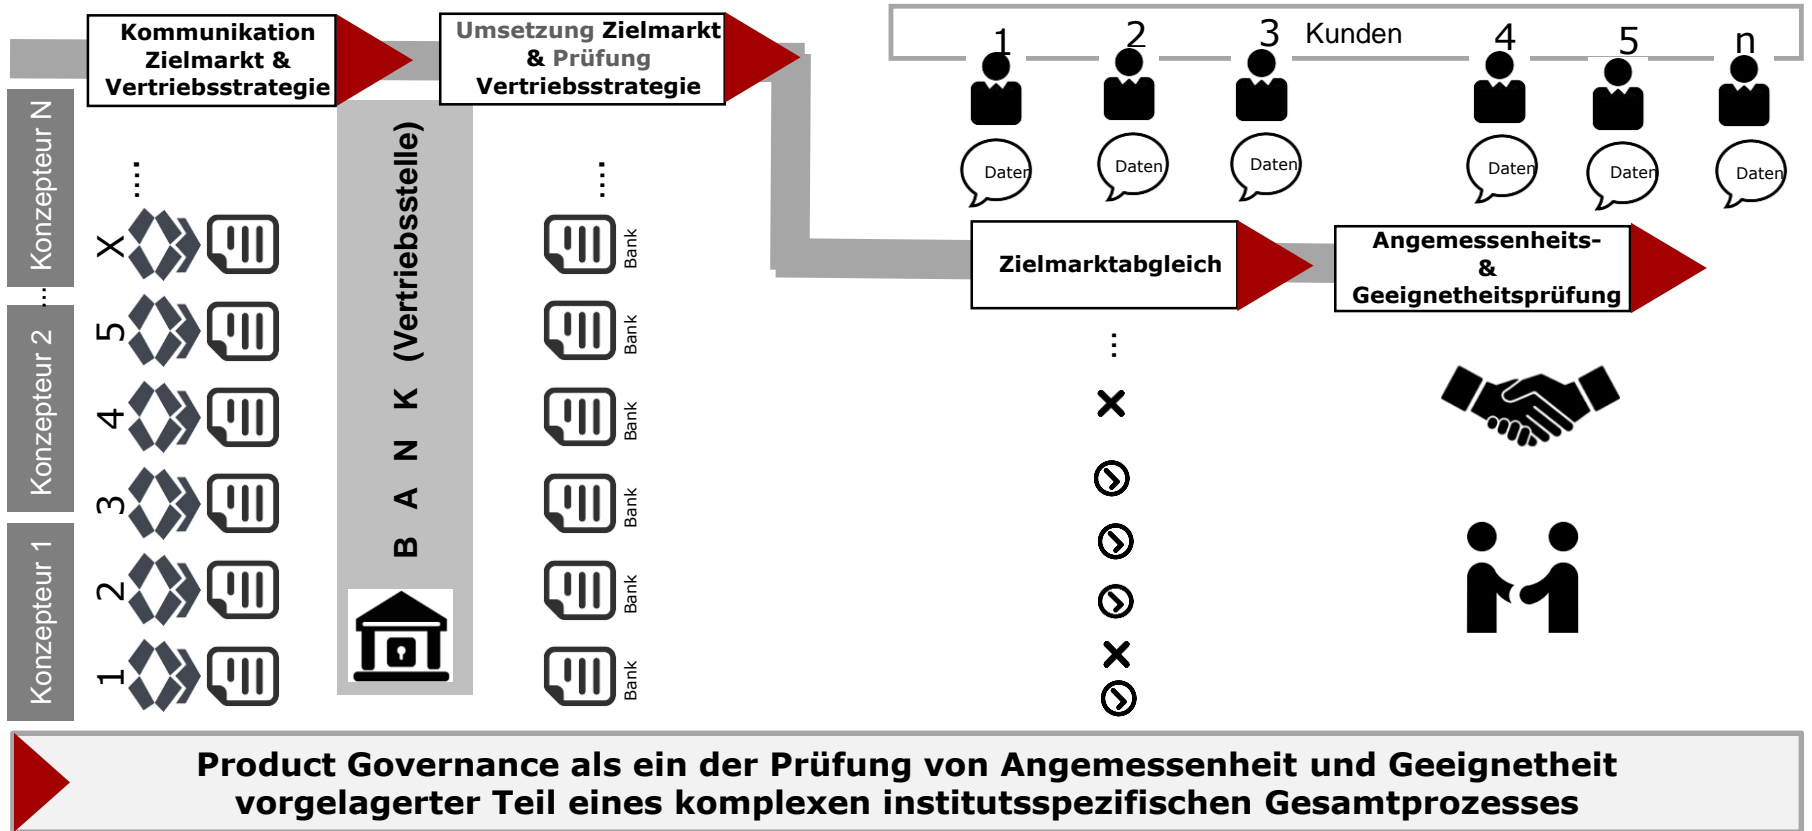 Kommunikation
Zielmarkt &
Vertriebsstrategie
Umsetzung Zielmarkt
& Prüfung
Vertriebsstrategie
Kunden
1
2
3
4
5
n
Daten
Daten
Daten
Daten
Daten
Daten
Zielmarktabgleich
Angemessenheits-
&
Geeignetheitsprüfung
...
Konzepteur N
...
Konzepteur 2
Konzepteur 1
....
X
5
4
3
2
1
B A N K (Vertriebsstelle)
....
Bank
Bank
Bank
Bank
Bank
Bank
Product Governance als ein der Prüfung von Angemessenheit und Geeignetheit
vorgelagerter Teil eines komplexen institutsspezifischen Gesamtprozesses